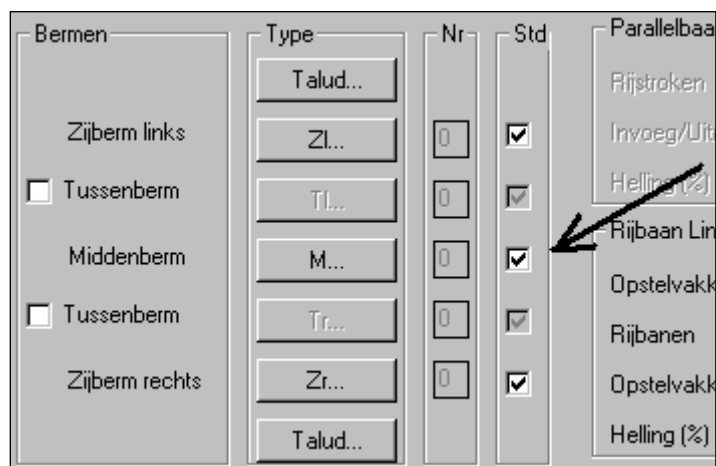 Bermen Type Nr Std Parallelbaa
Talud... Rijstroken
Zijberm links Zl... 0 Invoeg/Uit
Tussenberm Tl... 0 Helling (%)
Middenberm M... 0 Rijbaan Lin
Opstelvakk
Tussenberm Tr... 0 Rijbanen
Zijberm rechts Zr... 0 Opstelvakk
Talud... Helling (%)